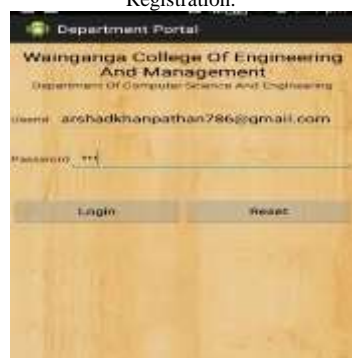 Registration.
Department Portal
Wainganga College Of Engineering
And Management
Department Of Computer Science And Engineering
UserId arshadkhanpathan786@gmail.com
Password ***
Login Reset